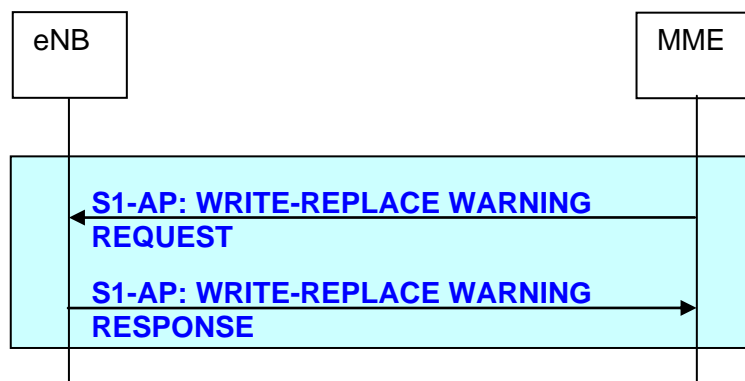 eNB
MME
S1-AP: WRITE-REPLACE WARNING
REQUEST
S1-AP: WRITE-REPLACE WARNING
RESPONSE